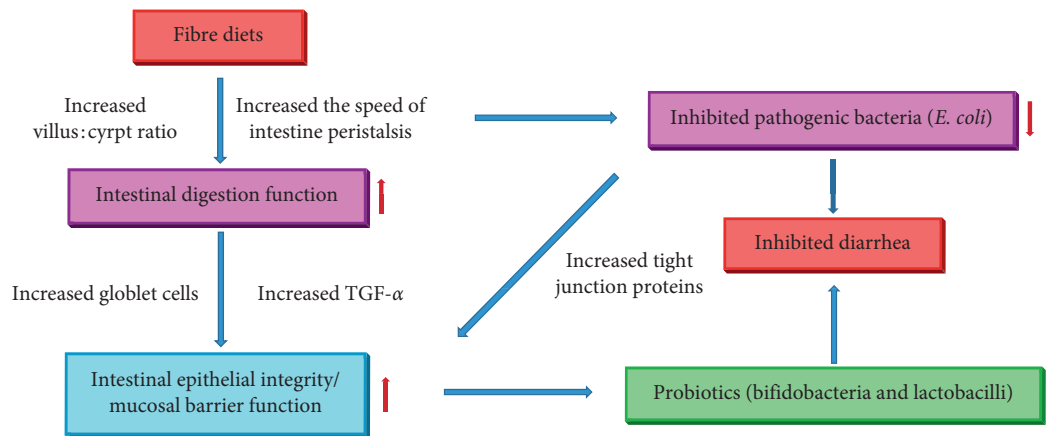 Fibre diets
Increased
villus:cyrpt ratio
Increased the speed of
intestine peristalsis
Inhibited pathogenic bacteria (E. coli)
Intestinal digestion function
Inhibited diarrhea
Increased globlet cells
Increased TGF-α
Increased tight
junction proteins
Intestinal epithelial integrity/
mucosal barrier function
Probiotics (bifidobacteria and lactobacilli)